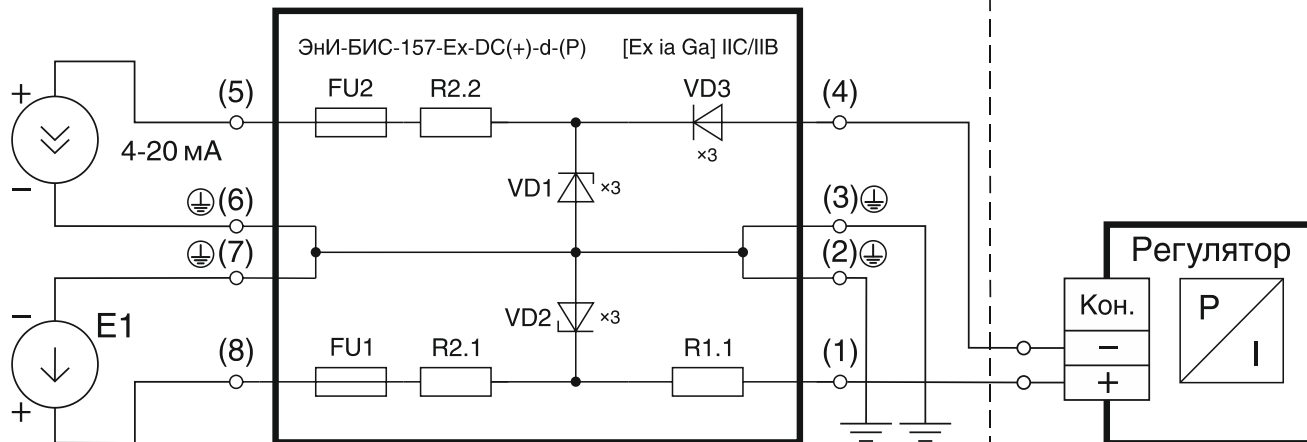 ЭнИ-БИС-157-Ex-DC(+)-d-(P) [Ex ia Ga] IIC/IIB
+ (5) FU2 R2.2 VD3 (4)
4-20 мА ×3
− (6) VD1 ×3 (3)
(7) (2) Регулятор
− Кон. P
E1 VD2 ×3
(8) FU1 R2.1 R1.1 (1) − I
+ +